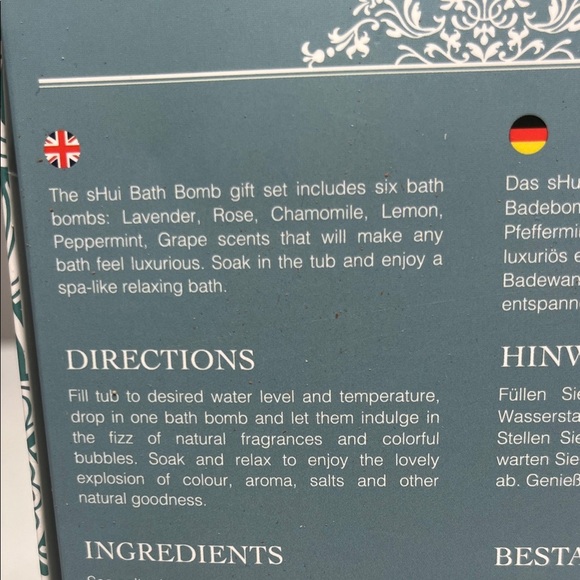 The sHui Bath Bomb gift set includes six bath
bombs: Lavender, Rose, Chamomile, Lemon,
Peppermint, Grape scents that will make any
bath feel luxurious. Soak in the tub and enjoy a
spa-like relaxing bath.
DIRECTIONS
Fill tub to desired water level and temperature,
drop in one bath bomb and let them indulge in
the fizz of natural fragrances and colorful
bubbles. Soak and relax to enjoy the lovely
explosion of colour, aroma, salts and other
natural goodness.
INGREDIENTS
Das sHu
Badebon
Pfeffermi
luxuriös e
Badewan
entspann
HINW
Füllen Sie
Wassersta
Stellen Sie
warten Sie
ab. Genieß
BESTA